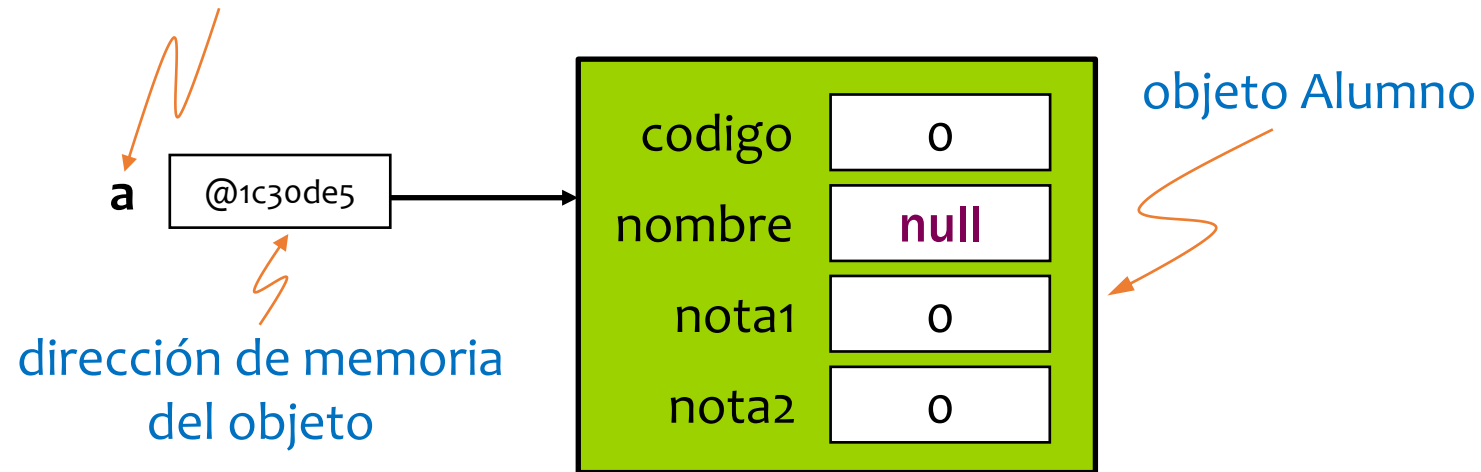 objeto Alumno
codigo 0
a @1c30de5
nombre null
nota1 0
dirección de memoria
del objeto
nota2 0